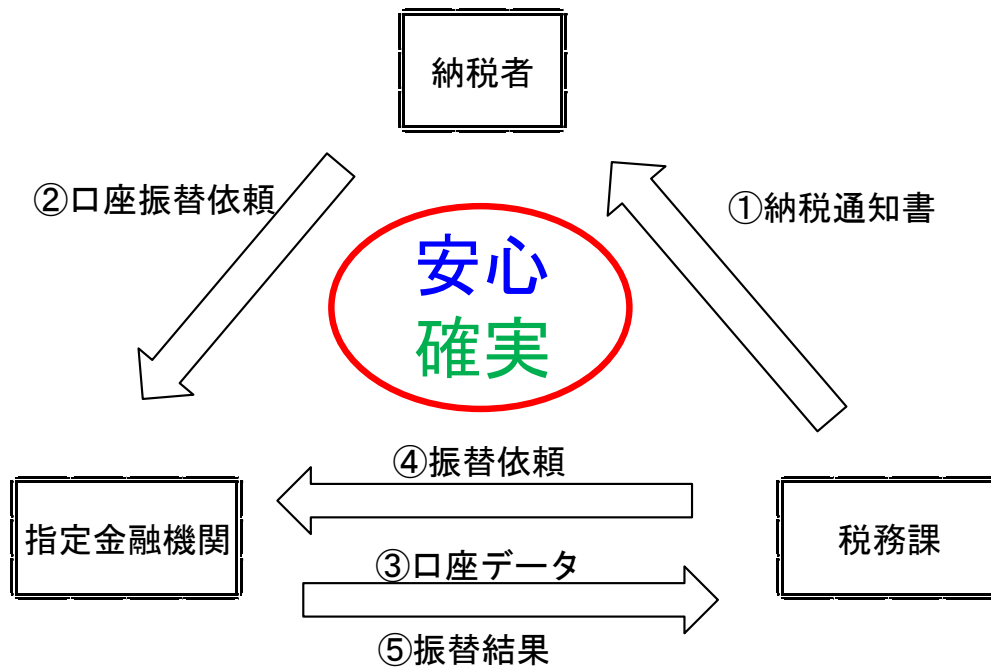 納税者
②口座振替依頼
①納税通知書
安心
確実
④振替依頼
指定金融機関
税務課
③口座データ
⑤振替結果